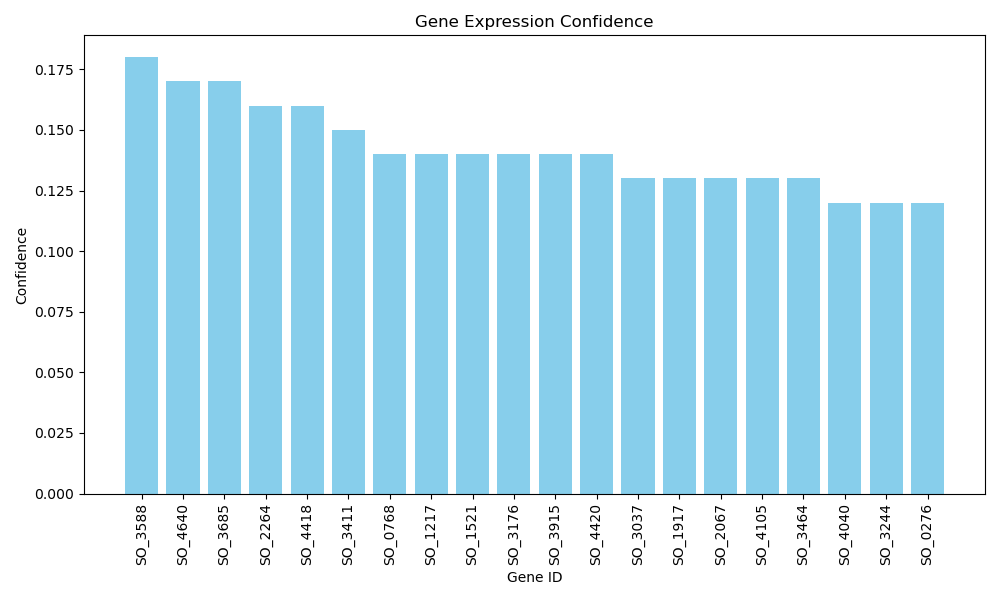 Gene Expression Confidence
0.175
0.150
0.125
0.100
0.075
0.050
0.025
0.000
Confidence
SO_3588
SO_4640
SO_3685
SO_2264
SO_4418
SO_3411
SO_0768
SO_1217
SO_1521
SO_3176
SO_3915
SO_4420
SO_3037
SO_1917
SO_2067
SO_4105
SO_3464
SO_4040
SO_3244
SO_0276
Gene ID